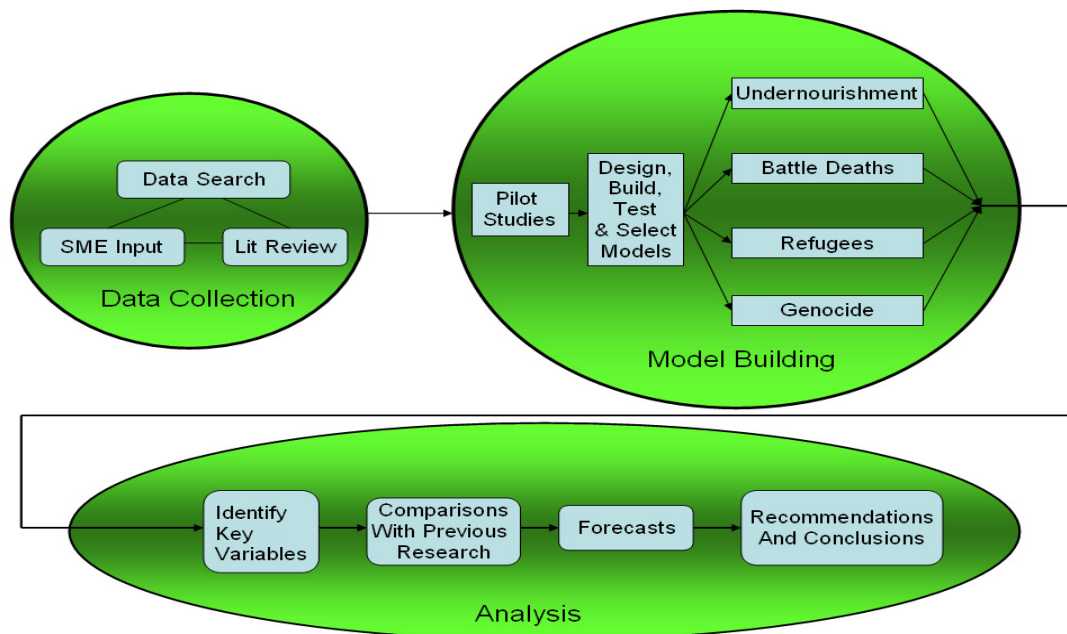 Data Search
SME Input
Lit Review
Data Collection
Pilot
Studies
Design,
Build,
Test
& Select
Models
Undernourishment
Battle Deaths
Refugees
Genocide
Model Building
Identify
Key
Variables
Comparisons
With Previous
Research
Forecasts
Recommendations
And Conclusions
Analysis